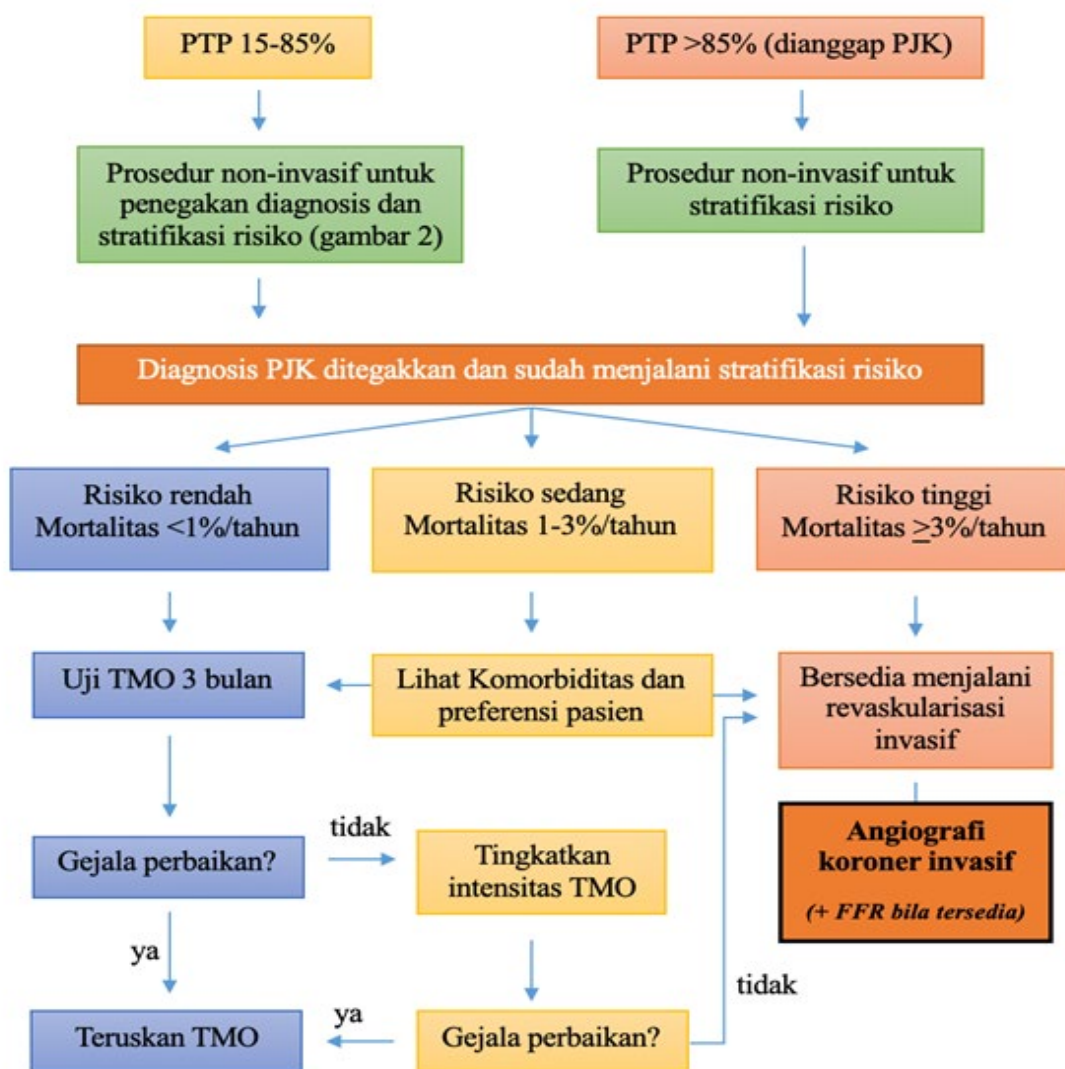 PTP 15-85%
PTP >85% (dianggap PJK)
Prosedur non-invasif untuk
penegakan diagnosis dan
stratifikasi risiko (gambar 2)
Prosedur non-invasif untuk
stratifikasi risiko
Diagnosis PJK ditegakkan dan sudah menjalani stratifikasi risiko
Risiko rendah
Mortalitas <1%/tahun
Risiko sedang
Mortalitas 1-3%/tahun
Risiko tinggi
Mortalitas ≥3%/tahun
Uji TMO 3 bulan
Lihat Komorbiditas dan
preferensi pasien
Bersedia menjalani
revaskularisasi
invasif
Gejala perbaikan?
tidak
Tingkatkan
intensitas TMO
Angiografi
koroner invasif
(+ FFR bila tersedia)
ya
tidak
Teruskan TMO
ya
Gejala perbaikan?